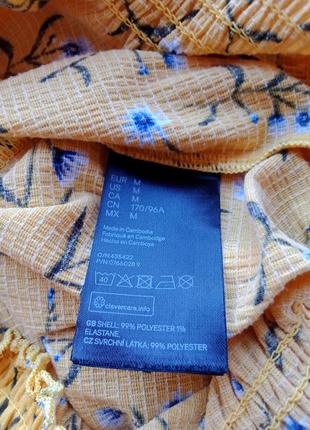 EUR M
US M
CA M
CN 170/96A
MX M
Made in Cambodia
Fabriqué en Cambodge
Hecho en Camboya
O/N:435422
P/N:0766028 9
40
clevercare.info
GB SHELL: 99% POLYESTER 1%
ELASTANE.
CZ SVRCHNÍ LÁTKA: 99% POLYESTER